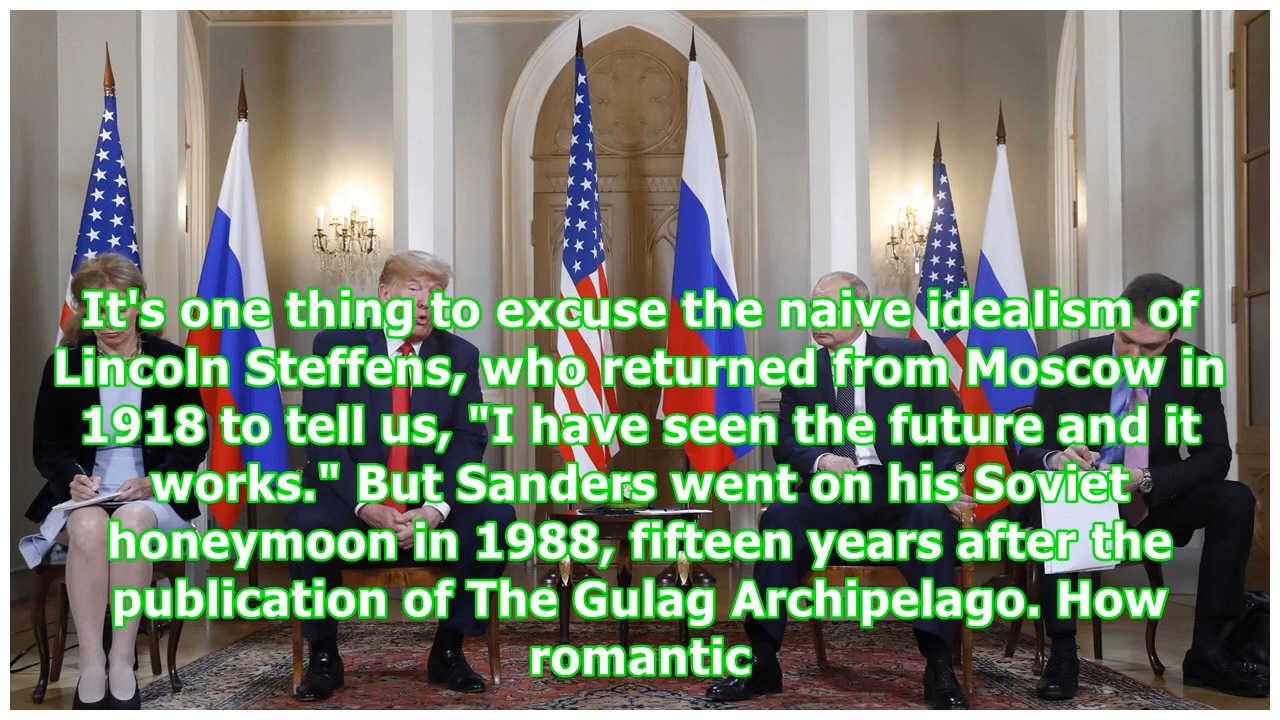 It's one thing to excuse the naive idealism of
Lincoln Steffens, who returned from Moscow in
1918 to tell us, "I have seen the future and it
works." But Sanders went on his Soviet
honeymoon in 1988, fifteen years after the
publication of The Gulag Archipelago. How
romantic